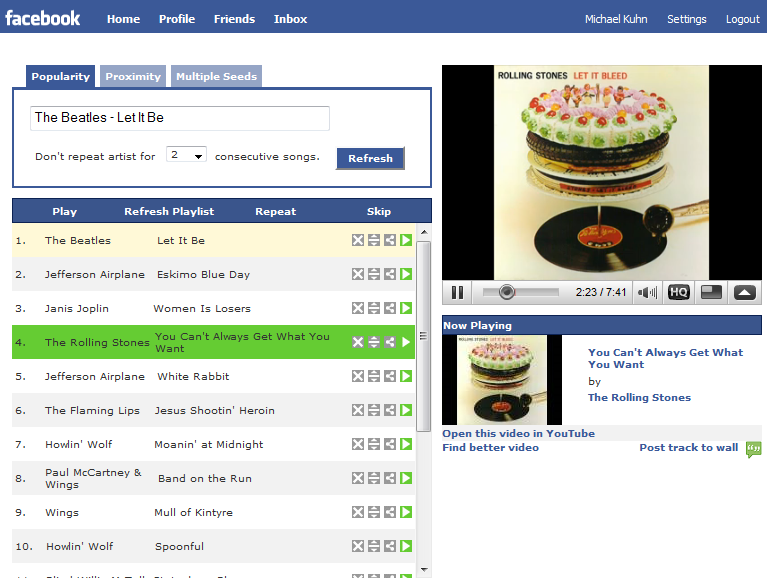 facebook Home Profile Friends Inbox Michael Kuhn Settings Logout
Popularity Proximity Multiple Seeds
The Beatles - Let It Be
Don't repeat artist for 2 consecutive songs. Refresh
Play Refresh Playlist Repeat Skip
1. The Beatles Let It Be
2. Jefferson Airplane Eskimo Blue Day
3. Janis Joplin Women Is Losers
4. The Rolling Stones You Can't Always Get What You
Want
5. Jefferson Airplane White Rabbit
6. The Flaming Lips Jesus Shootin' Heroin
7. Howlin' Wolf Moanin' at Midnight
8. Paul McCartney &
Wings Band on the Run
9. Wings Mull of Kintyre
10. Howlin' Wolf Spoonful
ROLLING STONES LET IT BLEED
2:23 / 7:41 HQ
Now Playing
ROLLING STONES LET IT BLEED
You Can't Always Get What
You Want
by
The Rolling Stones
Open this video in YouTube
Find better video Post track to wall